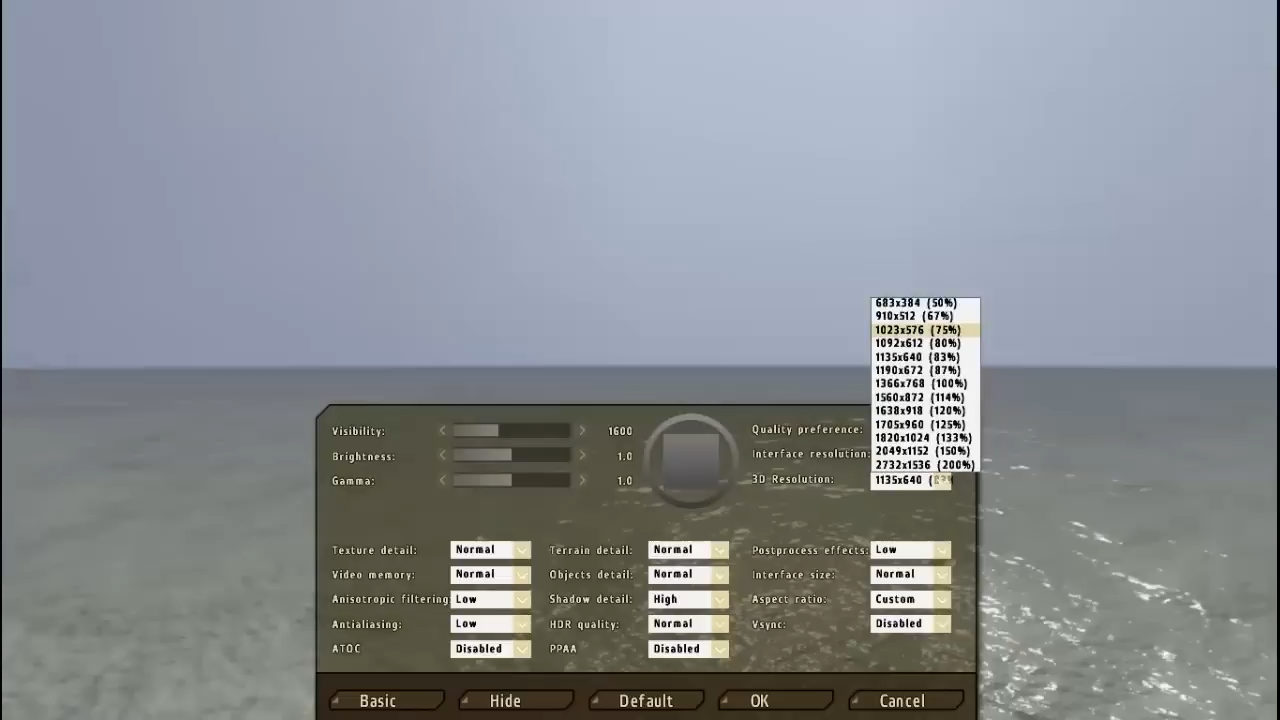 683x384 (50%)
910x512 (67%)
1023x576 (75%)
1092x612 (80%)
1135x640 (83%)
1190x672 (87%)
1366x768 (100%)
1560x872 (114%)
1638x918 (120%)
1705x960 (125%)
1820x1024 (133%)
2049x1152 (150%)
2732x1536 (200%)
Visibility: 1600 Quality preference:
Brightness: 1.0 Interface resolution:
Gamma: 1.0 3D Resolution: 1135x640
Texture detail: Normal Terrain detail: Normal Postprocess effects: Low
Video memory: Normal Objects detail: Normal Interface size: Normal
Anisotropic filtering Low Shadow detail: High Aspect ratio: Custom
Antialiasing: Low HDR quality: Normal Vsync: Disabled
ATOC Disabled PPAA Disabled
Basic Hide Default OK Cancel